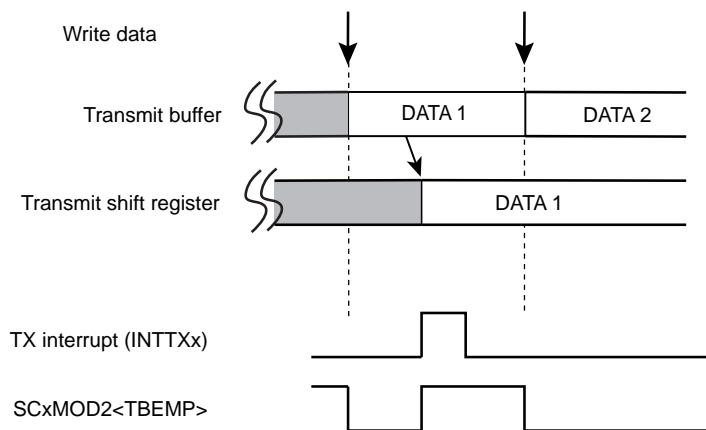 Write data
Transmit buffer
DATA 1
DATA 2
Transmit shift register
DATA 1
TX interrupt (INTTXx)
SCxMOD2<TBEMP>